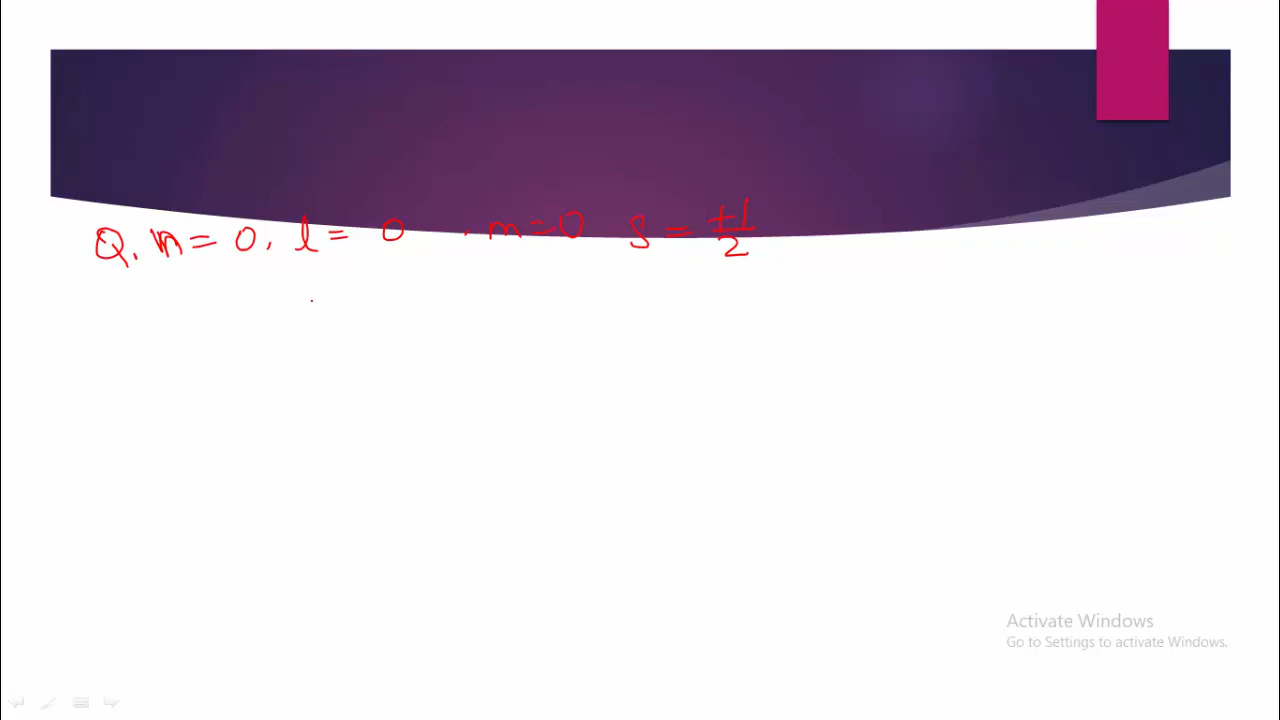 Q. n = 0, l = 0 . m = 0 s = +1/2
Activate Windows
Go to Settings to activate Windows.